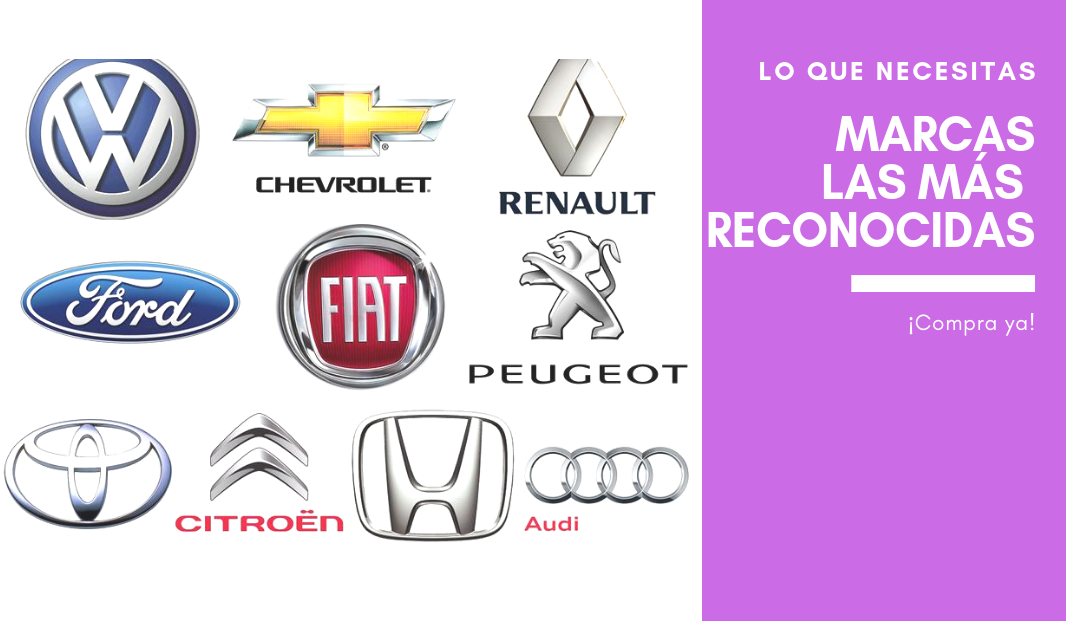 CHEVROLET
®
RENAULT
Ford
FIAT
PEUGEOT
CITROËN
Audi
LO QUE NECESITAS
MARCAS
LAS MÁS
RECONOCIDAS
¡Compra ya!